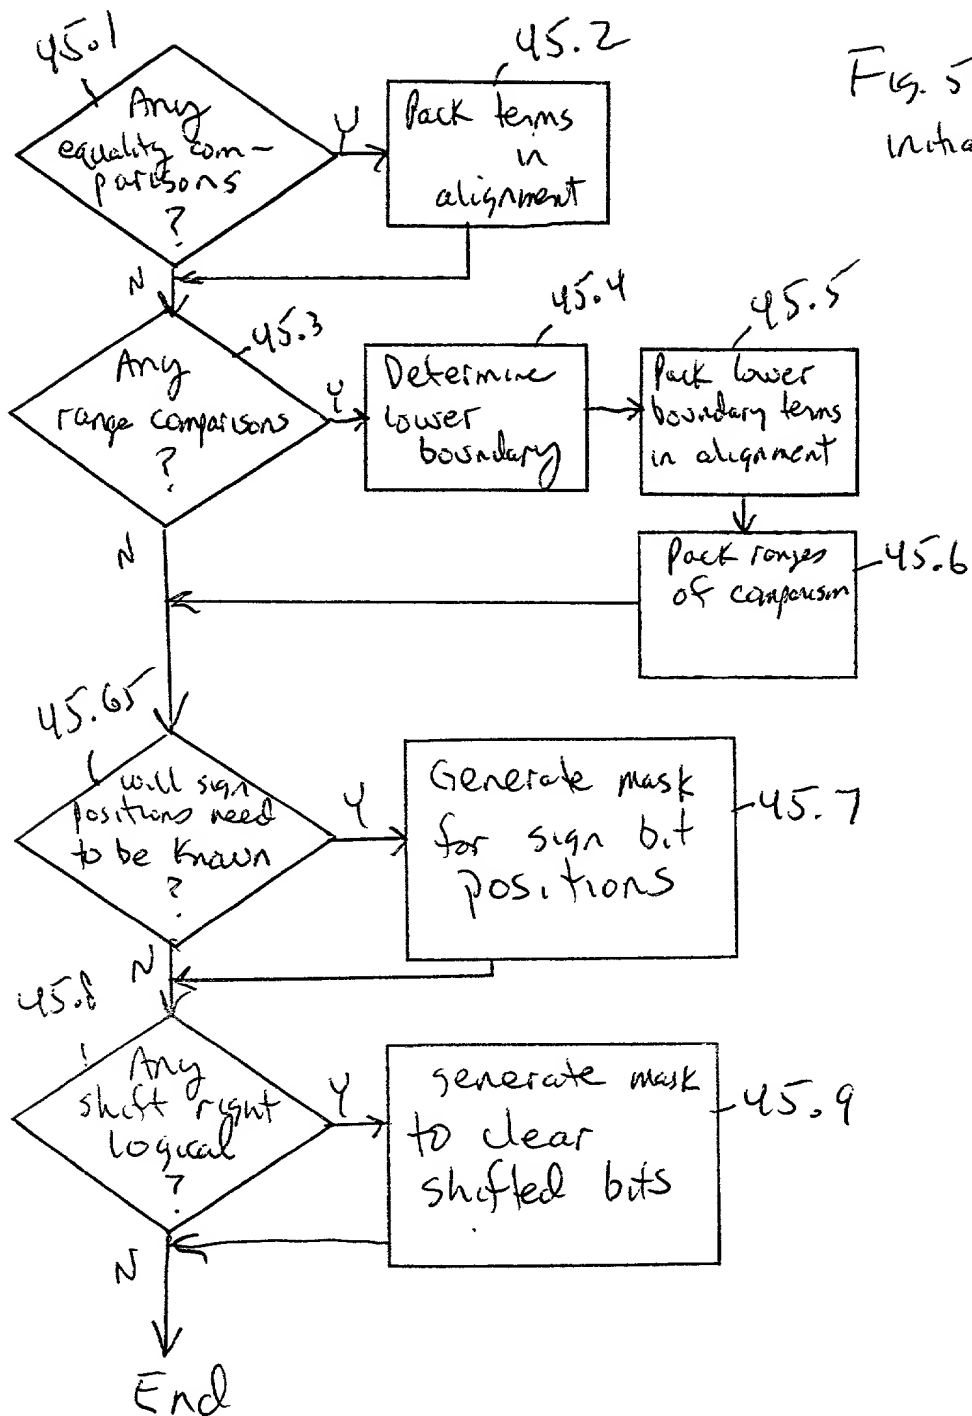 45.1
Any
equality com-
parisons
?
Y
45.2
Pack terms
in
alignment
Fig. 5
N
45.3
Any
range comparisons
?
Y
45.4
Determine
lower
boundary
45.5
Pack lower
boundary terms
in alignment
45.6
Pack ranges
of comparison
N
45.65
will sign
positions need
to be known
?
Y
45.7
Generate mask
for sign bit
positions
N
45.8
Any
shift right
logical
?
Y
45.9
generate mask
to clear
shifted bits
N
End